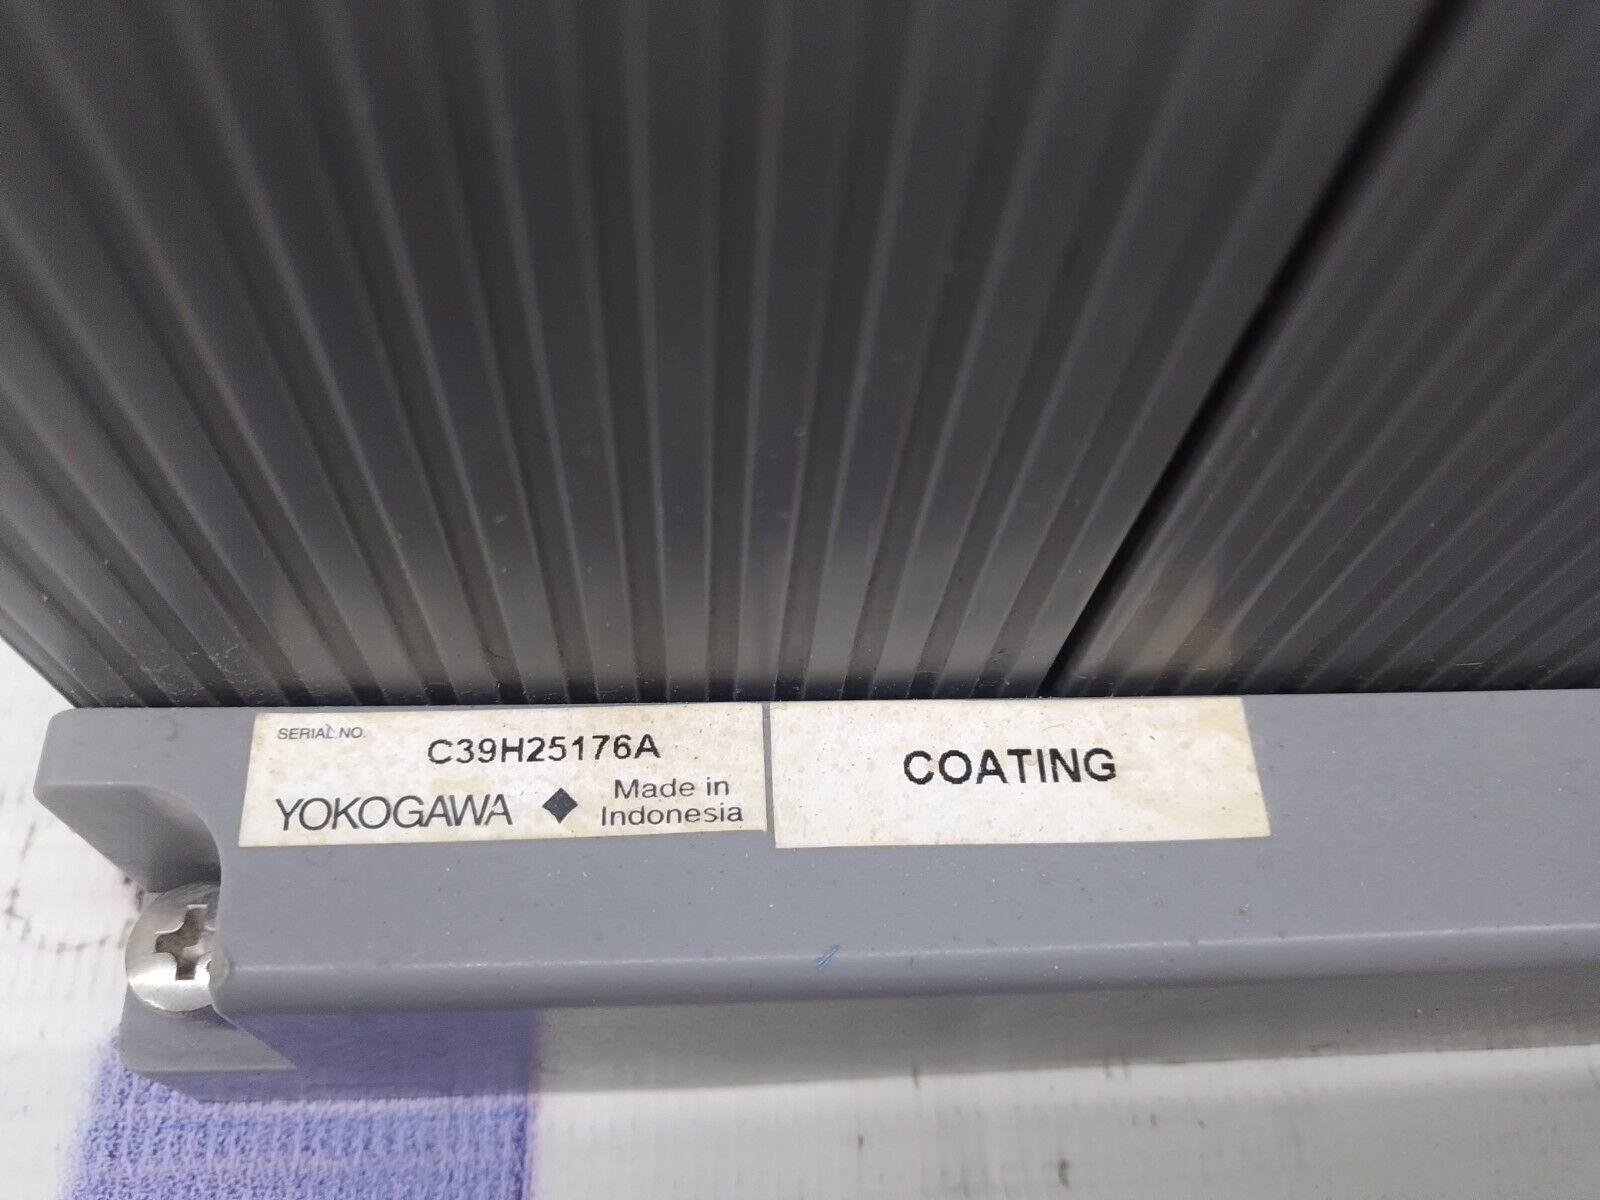 SERIAL NO.
C39H25176A
YOKOGAWA ◆ Made in
Indonesia
COATING